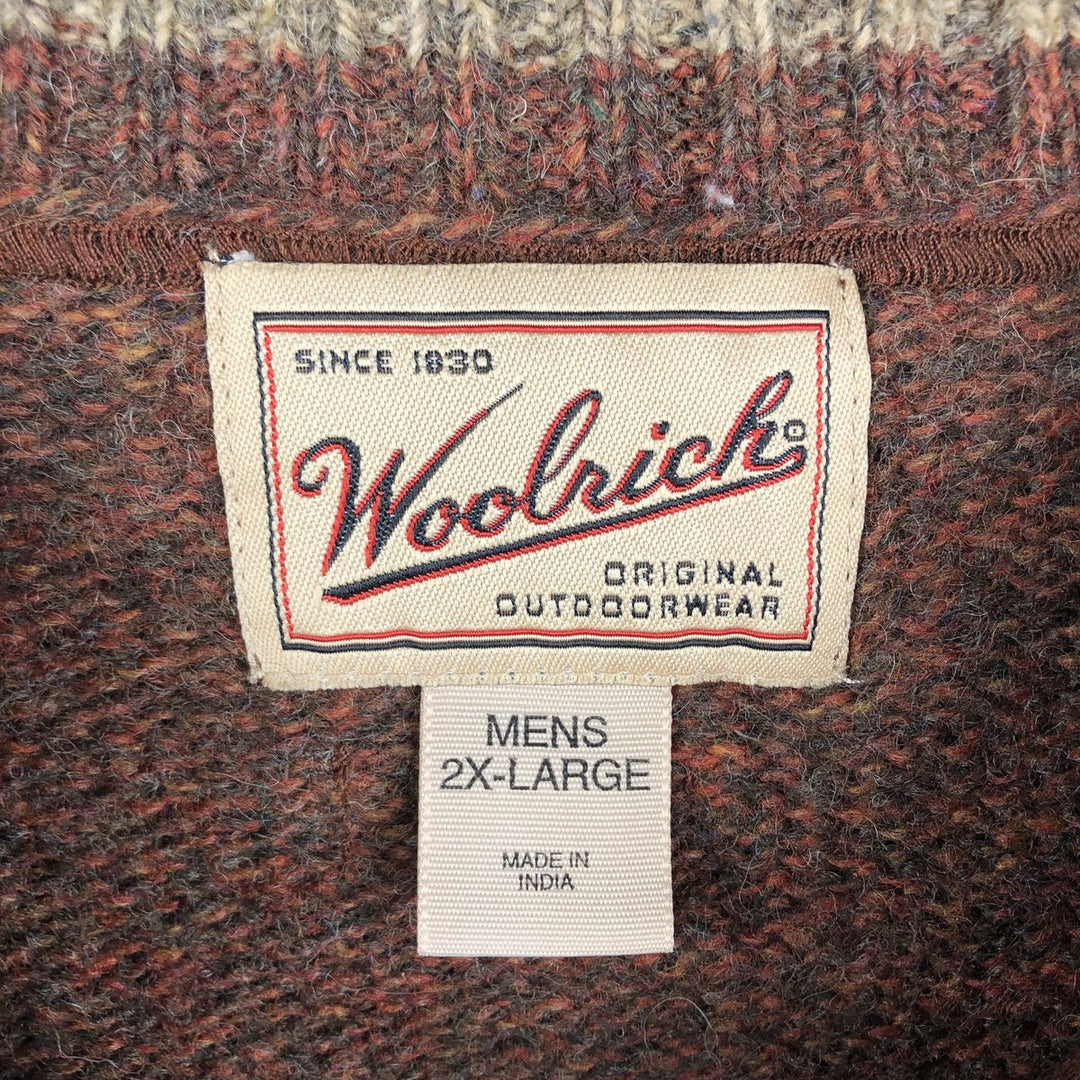 SINCE 1830
Woolrich®
ORIGINAL
OUTDOORWEAR
MENS
2X-LARGE
MADE IN
INDIA